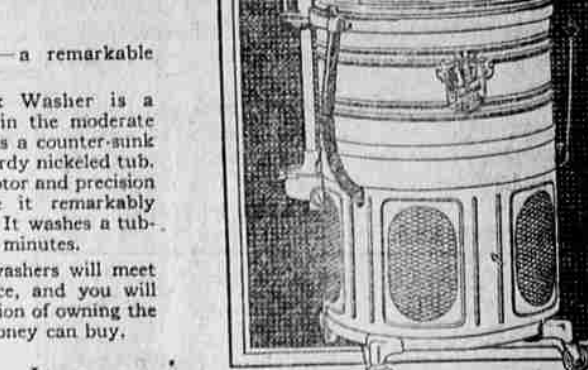 —a remarkable
Washer is a
in the moderate
s a counter-sunk
rdy nickeled tub.
otor and precision
it remarkably
It washes a tub-
minutes.
washers will meet
ce, and you will
ion of owning the
oney can buy.